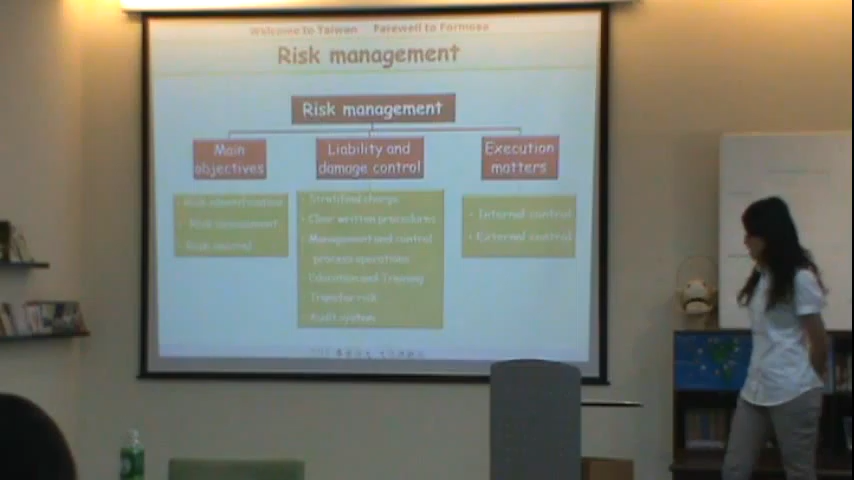 Welcome to Taiwan Farewell to Formosa
Risk management
Risk management
Main
objectives
Liability and
damage control
Execution
matters
• Risk identification
• Risk assessment
• Risk control
• Stratified charge
• Clear written procedures
• Management and control
process operations
• Education and Training
• Transfer risk
• Audit system
• Internal control
• External control